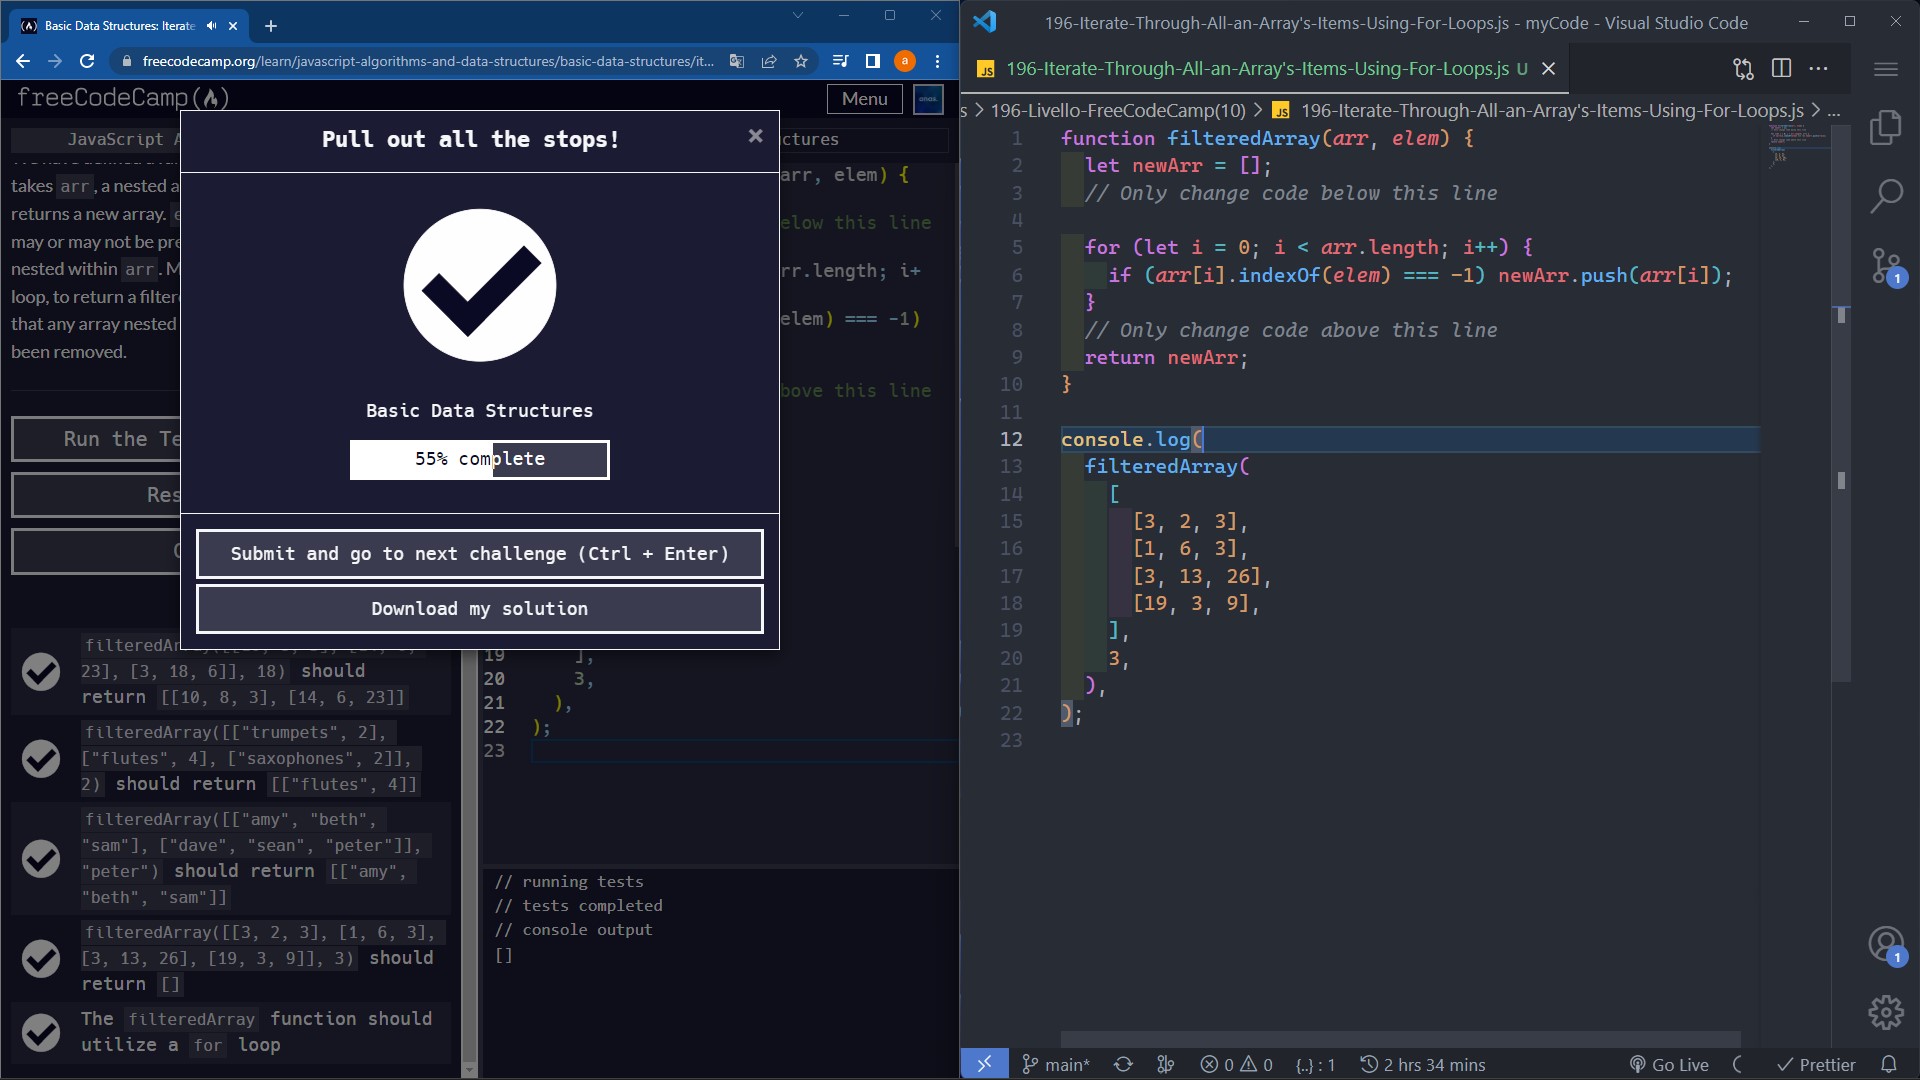 Basic Data Structures: Iterate
freecodecamp.org/learn/javascript-algorithms-and-data-structures/basic-data-structures/it...
a
freeCodeCamp
Menu
JavaScript A
ctures
takes arr, a nested a
returns a new array.
may or may not be pre
nested within arr. M
loop, to return a filter
that any array nested
been removed.
Run the Te
Res
arr, elem) {
elow this line
rr.length; i+
elem) === -1)
bove this line
Pull out all the stops!
Basic Data Structures
55% complete
Submit and go to next challenge (Ctrl + Enter)
Download my solution
23], [3, 18, 6]], 18) should
return [[10, 8, 3], [14, 6, 23]]
filteredArray([["trumpets", 2],
["flutes", 4], ["saxophones", 2]],
2) should return [["flutes", 4]]
filteredArray([["amy", "beth",
"sam"], ["dave", "sean", "peter"]],
"peter") should return [["amy",
"beth", "sam"]]
filteredArray([[3, 2, 3], [1, 6, 3],
[3, 13, 26], [19, 3, 9]], 3) should
return []
The filteredArray function should
utilize a for loop
19 ],
20 3,
21 ),
22 );
23
// running tests
// tests completed
// console output
[]
196-Iterate-Through-All-an-Array's-Items-Using-For-Loops.js - myCode - Visual Studio Code
JS 196-Iterate-Through-All-an-Array's-Items-Using-For-Loops.js U
s > 196-Livello-FreeCodeCamp(10) > JS 196-Iterate-Through-All-an-Array's-Items-Using-For-Loops.js > ...
1 function filteredArray(arr, elem) {
2 let newArr = [];
3 // Only change code below this line
4
5 for (let i = 0; i < arr.length; i++) {
6 if (arr[i].indexOf(elem) === -1) newArr.push(arr[i]);
7 }
8 // Only change code above this line
9 return newArr;
10 }
11
12 console.log(
13 filteredArray(
14 [
15 [3, 2, 3],
16 [1, 6, 3],
17 [3, 13, 26],
18 [19, 3, 9],
19 ],
20 3,
21 ),
22 );
23
1
1
main*
0 0
{..} : 1
2 hrs 34 mins
Go Live
Prettier